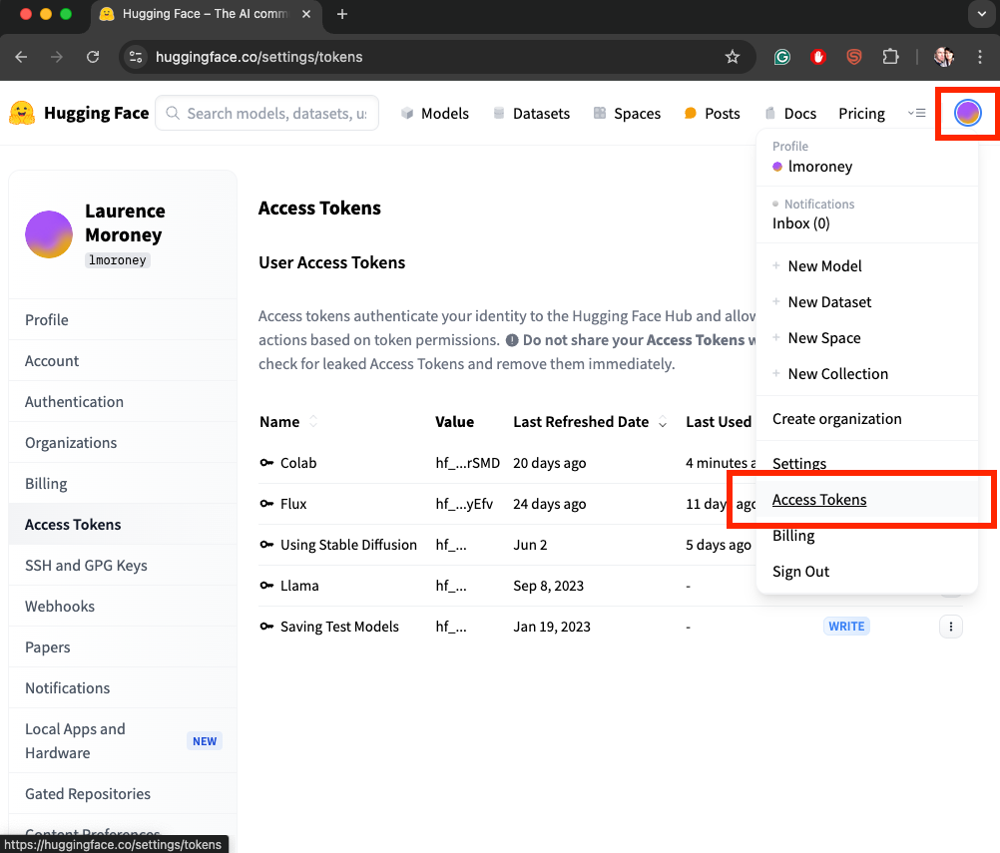 Hugging Face – The AI comm
huggingface.co/settings/tokens
Hugging Face
Search models, datasets, us
Models
Datasets
Spaces
Posts
Docs
Pricing
Profile
lmoroney
Notifications
Inbox (0)
+ New Model
+ New Dataset
+ New Space
+ New Collection
Create organization
Settings
Access Tokens
Billing
Sign Out
Laurence
Moroney
lmoroney
Profile
Account
Authentication
Organizations
Billing
Access Tokens
SSH and GPG Keys
Webhooks
Papers
Notifications
Local Apps and
Hardware
NEW
Gated Repositories
Content Preferences
Access Tokens
User Access Tokens
Access tokens authenticate your identity to the Hugging Face Hub and allow
actions based on token permissions. Do not share your Access Tokens w
check for leaked Access Tokens and remove them immediately.
Name Value Last Refreshed Date Last Used
Colab hf_...rSMD 20 days ago 4 minutes a
Flux hf_...yEfv 24 days ago 11 days ago
Using Stable Diffusion hf_... Jun 2 5 days ago
Llama hf_... Sep 8, 2023 -
Saving Test Models hf_... Jan 19, 2023 - WRITE
https://huggingface.co/settings/tokens